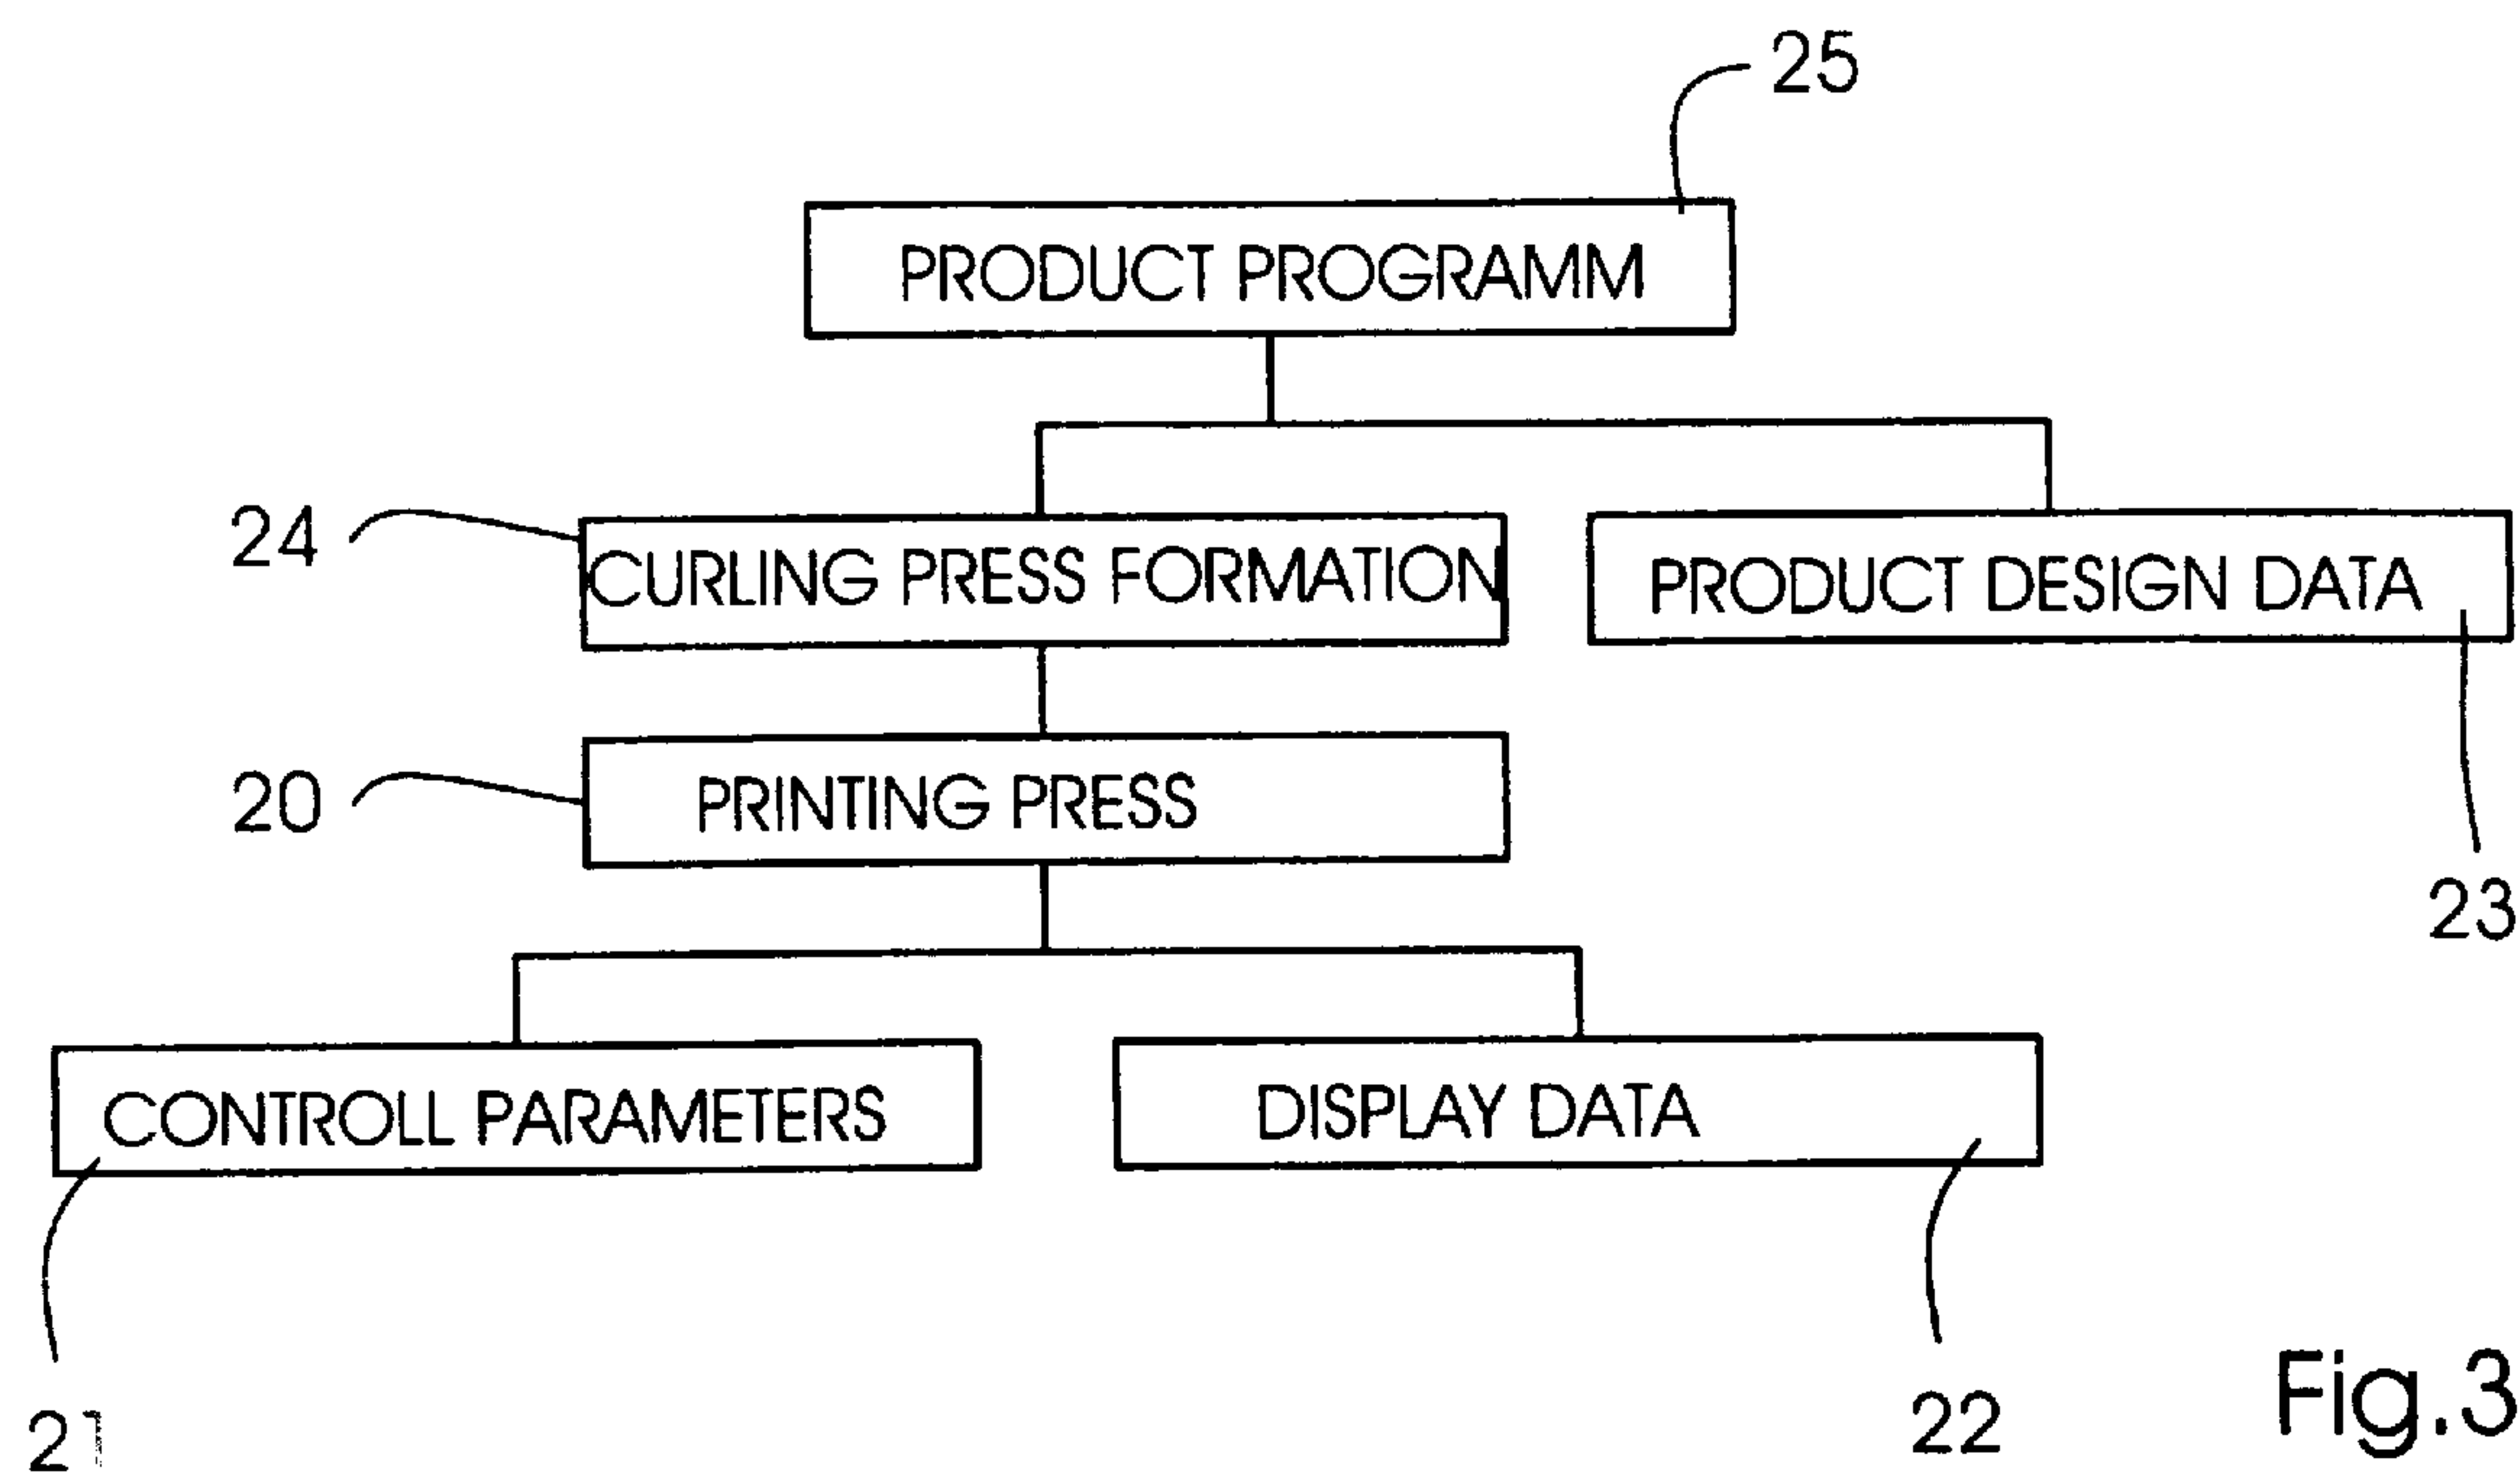 25
PRODUCT PROGRAMM
24
CURLING PRESS FORMATION
PRODUCT DESIGN DATA
20
PRINTING PRESS
23
CONTROLL PARAMETERS
DISPLAY DATA
21
22
Fig.3